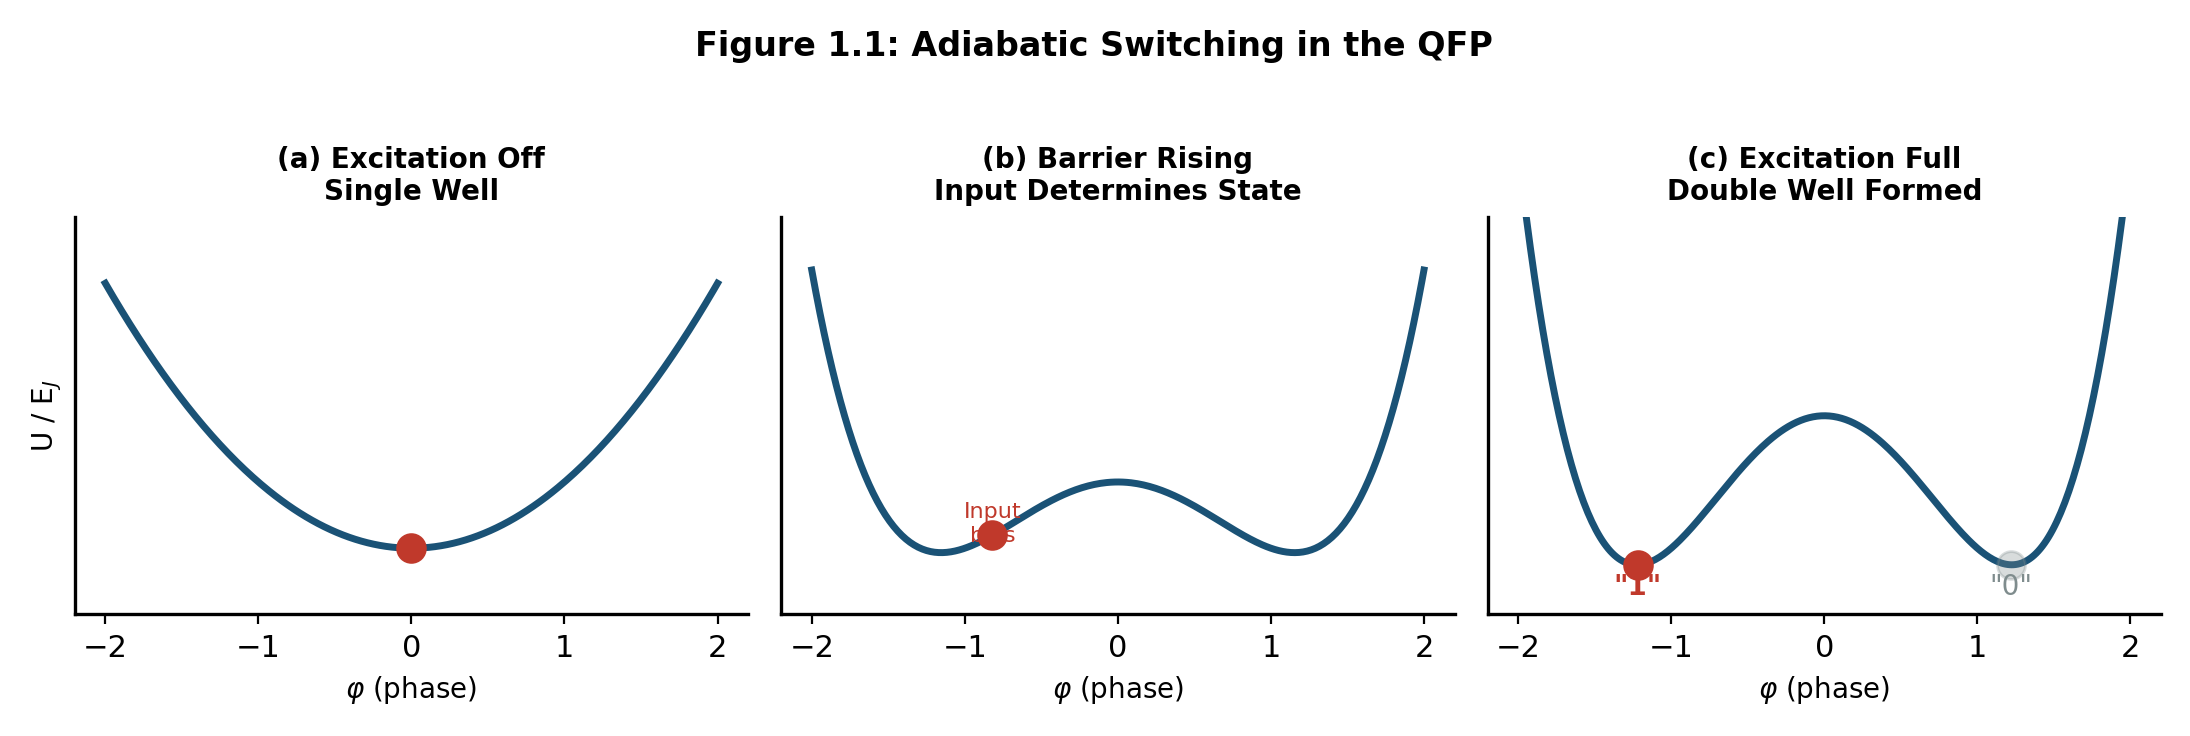 Figure 1.1: Adiabatic Switching in the QFP
(a) Excitation Off
Single Well
U / E_J
−2 −1 0 1 2
φ (phase)
(b) Barrier Rising
Input Determines State
Input
−2 −1 0 1 2
φ (phase)
(c) Excitation Full
Double Well Formed
"1"
"0"
−2 −1 0 1 2
φ (phase)